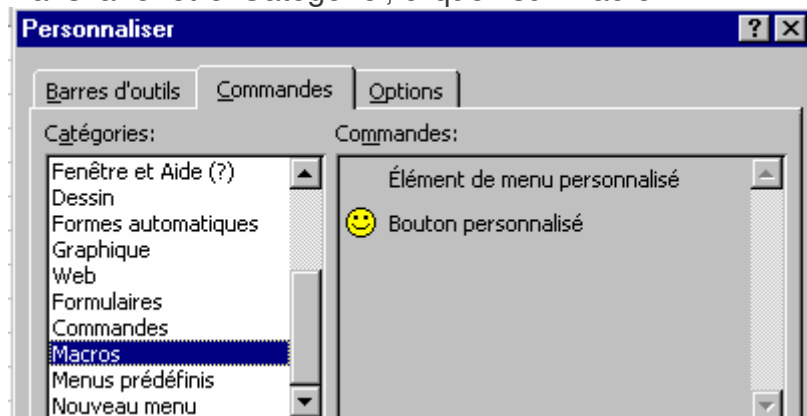 Personnaliser
Barres d'outils
Commandes
Options
Catégories:
Commandes:
Fenêtre et Aide (?)
Dessin
Formes automatiques
Graphique
Web
Formulaires
Commandes
Macros
Menus prédéfinis
Nouveau menu
Élément de menu personnalisé
Bouton personnalisé